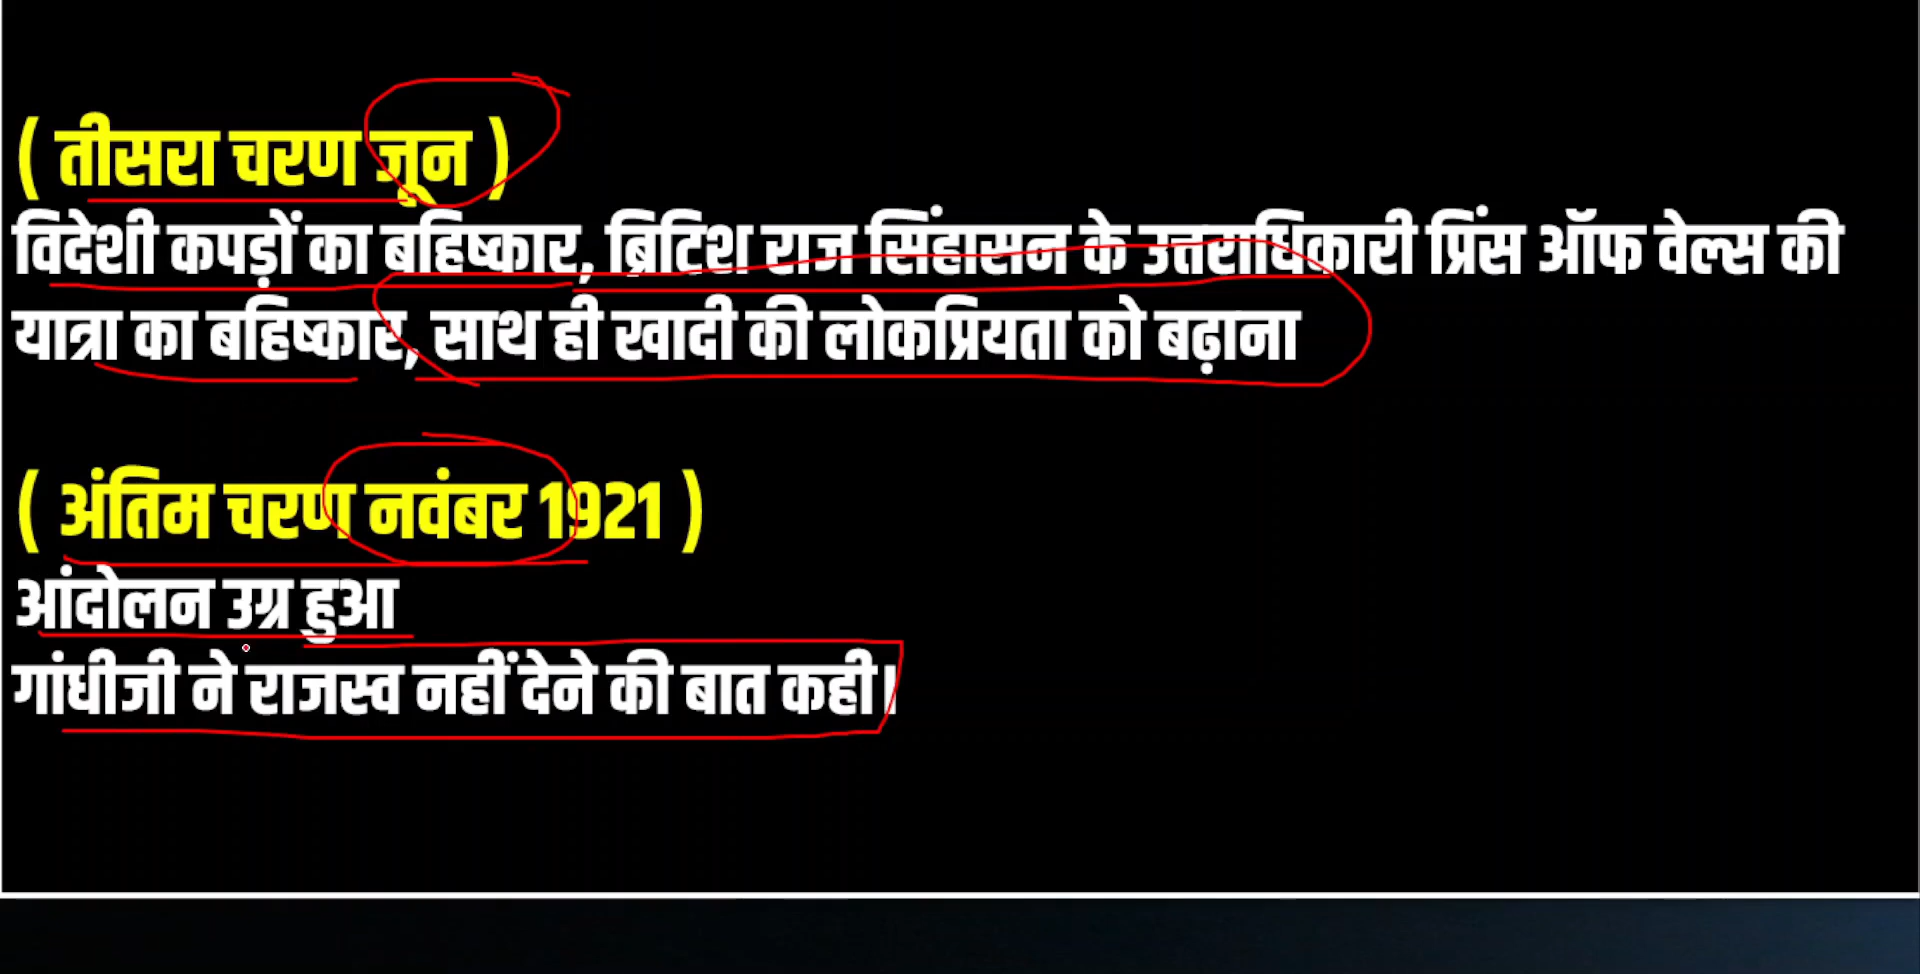 ( तीसरा चरण जून )
विदेशी कपड़ों का बहिष्कार, ब्रिटिश राज सिंहासन के उत्तराधिकारी प्रिंस ऑफ वेल्स की
यात्रा का बहिष्कार, साथ ही खादी की लोकप्रियता को बढ़ाना
( अंतिम चरण नवंबर 1921 )
आंदोलन उग्र हुआ
गांधीजी ने राजस्व नहीं देने की बात कही।